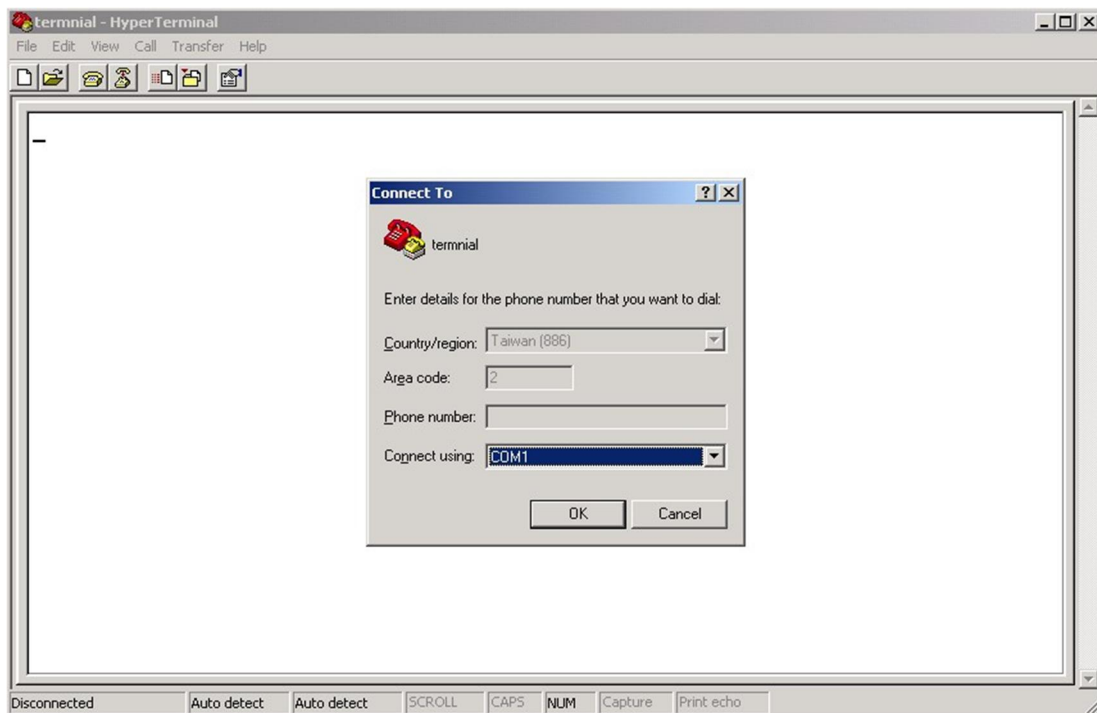 termnial - HyperTerminal
File Edit View Call Transfer Help
Connect To
termnial
Enter details for the phone number that you want to dial:
Country/region: Taiwan (886)
Area code: 2
Phone number:
Connect using: COM1
OK Cancel
Disconnected Auto detect Auto detect SCROLL CAPS NUM Capture Print echo